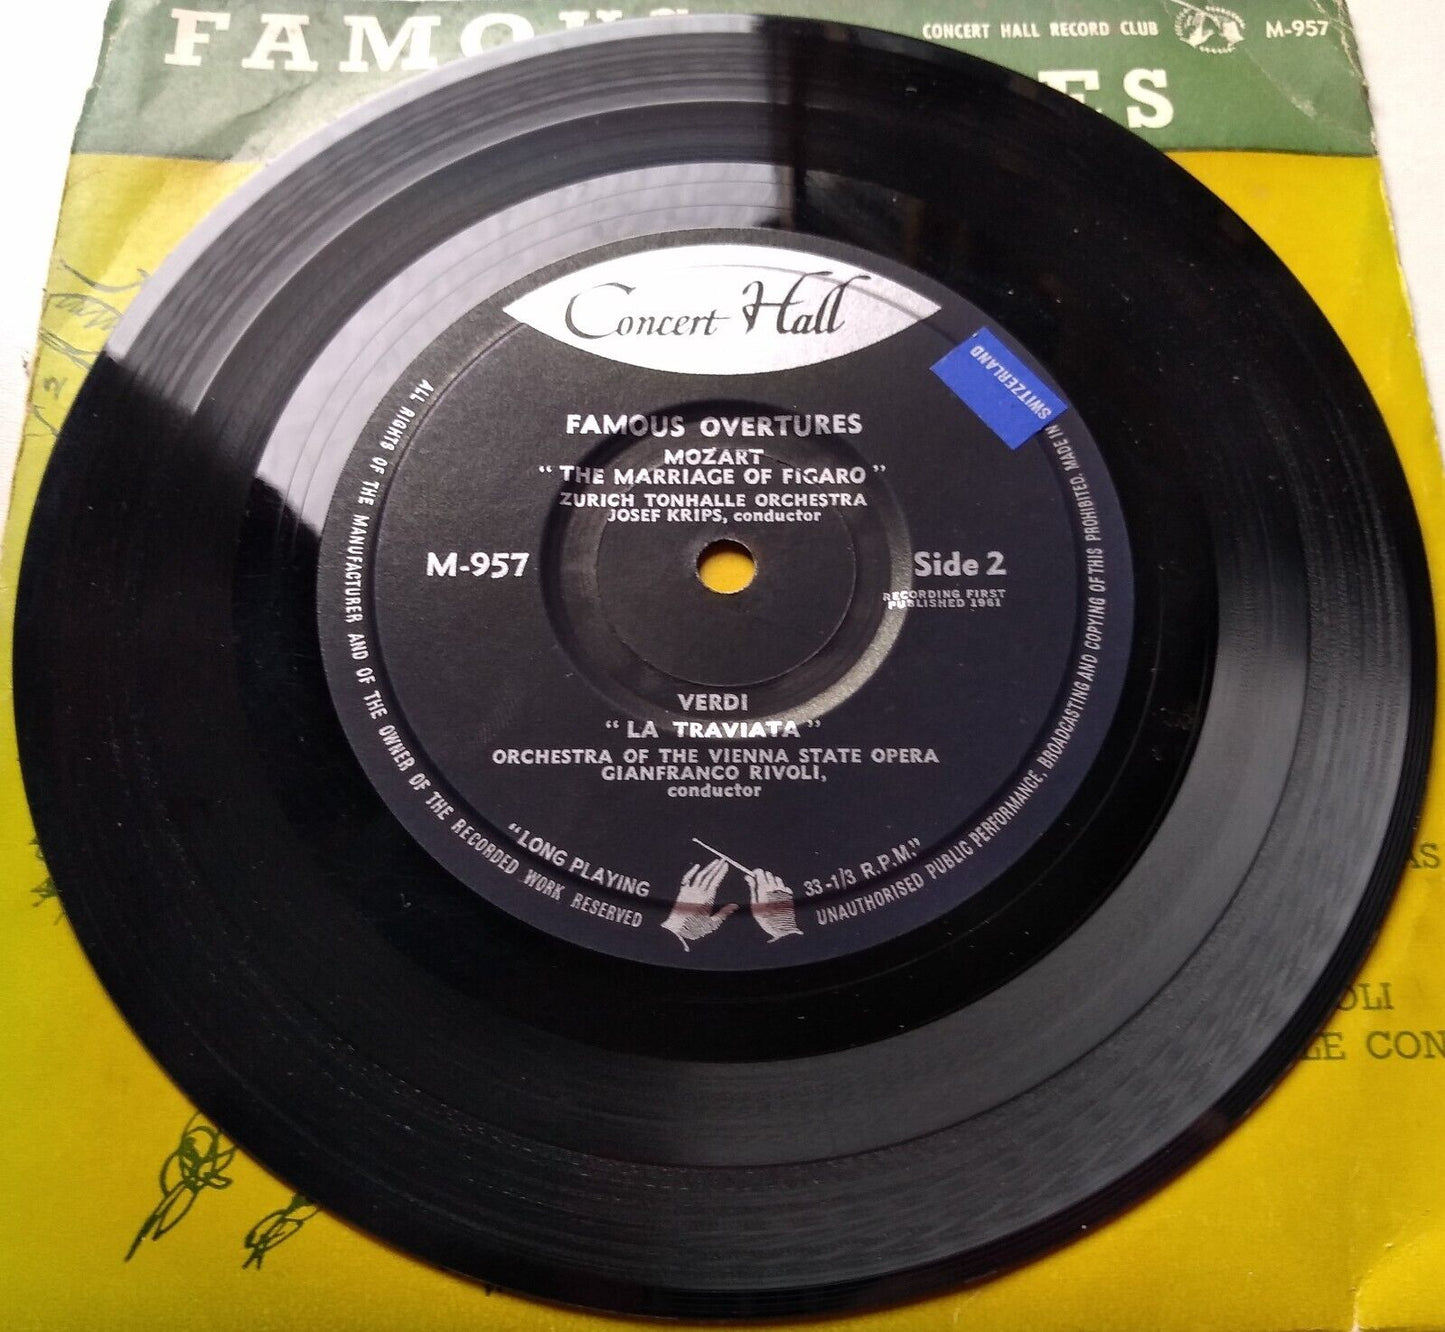 FAMOUS
CONCERT HALL RECORD CLUB
M-957
ES
Concert Hall
SWITZERLAND
FAMOUS OVERTURES
MOZART
“THE MARRIAGE OF FIGARO”
ZURICH TONHALLE ORCHESTRA
JOSEF KRIPS, conductor
M-957
Side 2
RECORDING FIRST
PUBLISHED 1961
VERDI
“LA TRAVIATA”
ORCHESTRA OF THE VIENNA STATE OPERA
GIANFRANCO RIVOLI,
conductor
“LONG PLAYING
33-1/3 R.P.M.”
ALL RIGHTS OF THE MANUFACTURER AND OF THE OWNER OF THE RECORDED WORK RESERVED
UNAUTHORISED PUBLIC PERFORMANCE, BROADCASTING AND COPYING OF THIS PROHIBITED. MADE IN
AS
OLI
LE CON